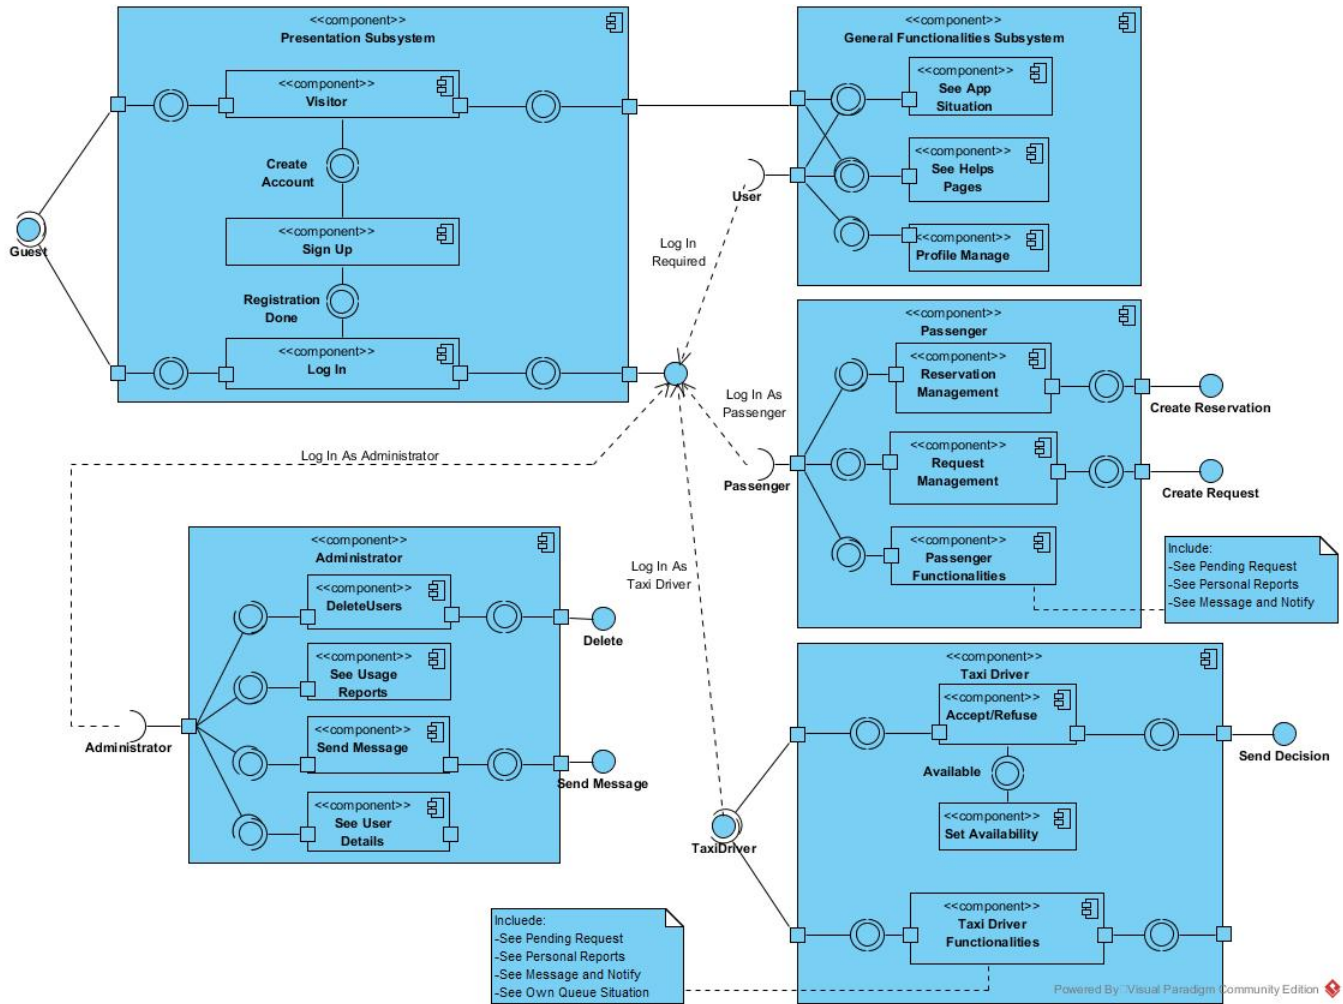 <<component>>
Presentation Subsystem
<<component>>
Visitor
Create
Account
<<component>>
Sign Up
Registration
Done
<<component>>
Log In
Guest
<<component>>
General Functionalities Subsystem
<<component>>
See App
Situation
<<component>>
See Helps
Pages
<<component>>
Profile Manage
User
Log In
Required
<<component>>
Passenger
<<component>>
Reservation
Management
Create Reservation
<<component>>
Request
Management
Create Request
<<component>>
Passenger
Functionalities
Passenger
Log In As
Passenger
Include:
-See Pending Request
-See Personal Reports
-See Message and Notify
Log In As Administrator
<<component>>
Administrator
<<component>>
DeleteUsers
Delete
<<component>>
See Usage
Reports
<<component>>
Send Message
Send Message
<<component>>
See User
Details
Administrator
Log In As
Taxi Driver
<<component>>
Taxi Driver
<<component>>
Accept/Refuse
Send Decision
Available
<<component>>
Set Availability
TaxiDriver
<<component>>
Taxi Driver
Functionalities
Incluede:
-See Pending Request
-See Personal Reports
-See Message and Notify
-See Own Queue Situation
Powered By Visual Paradigm Community Edition